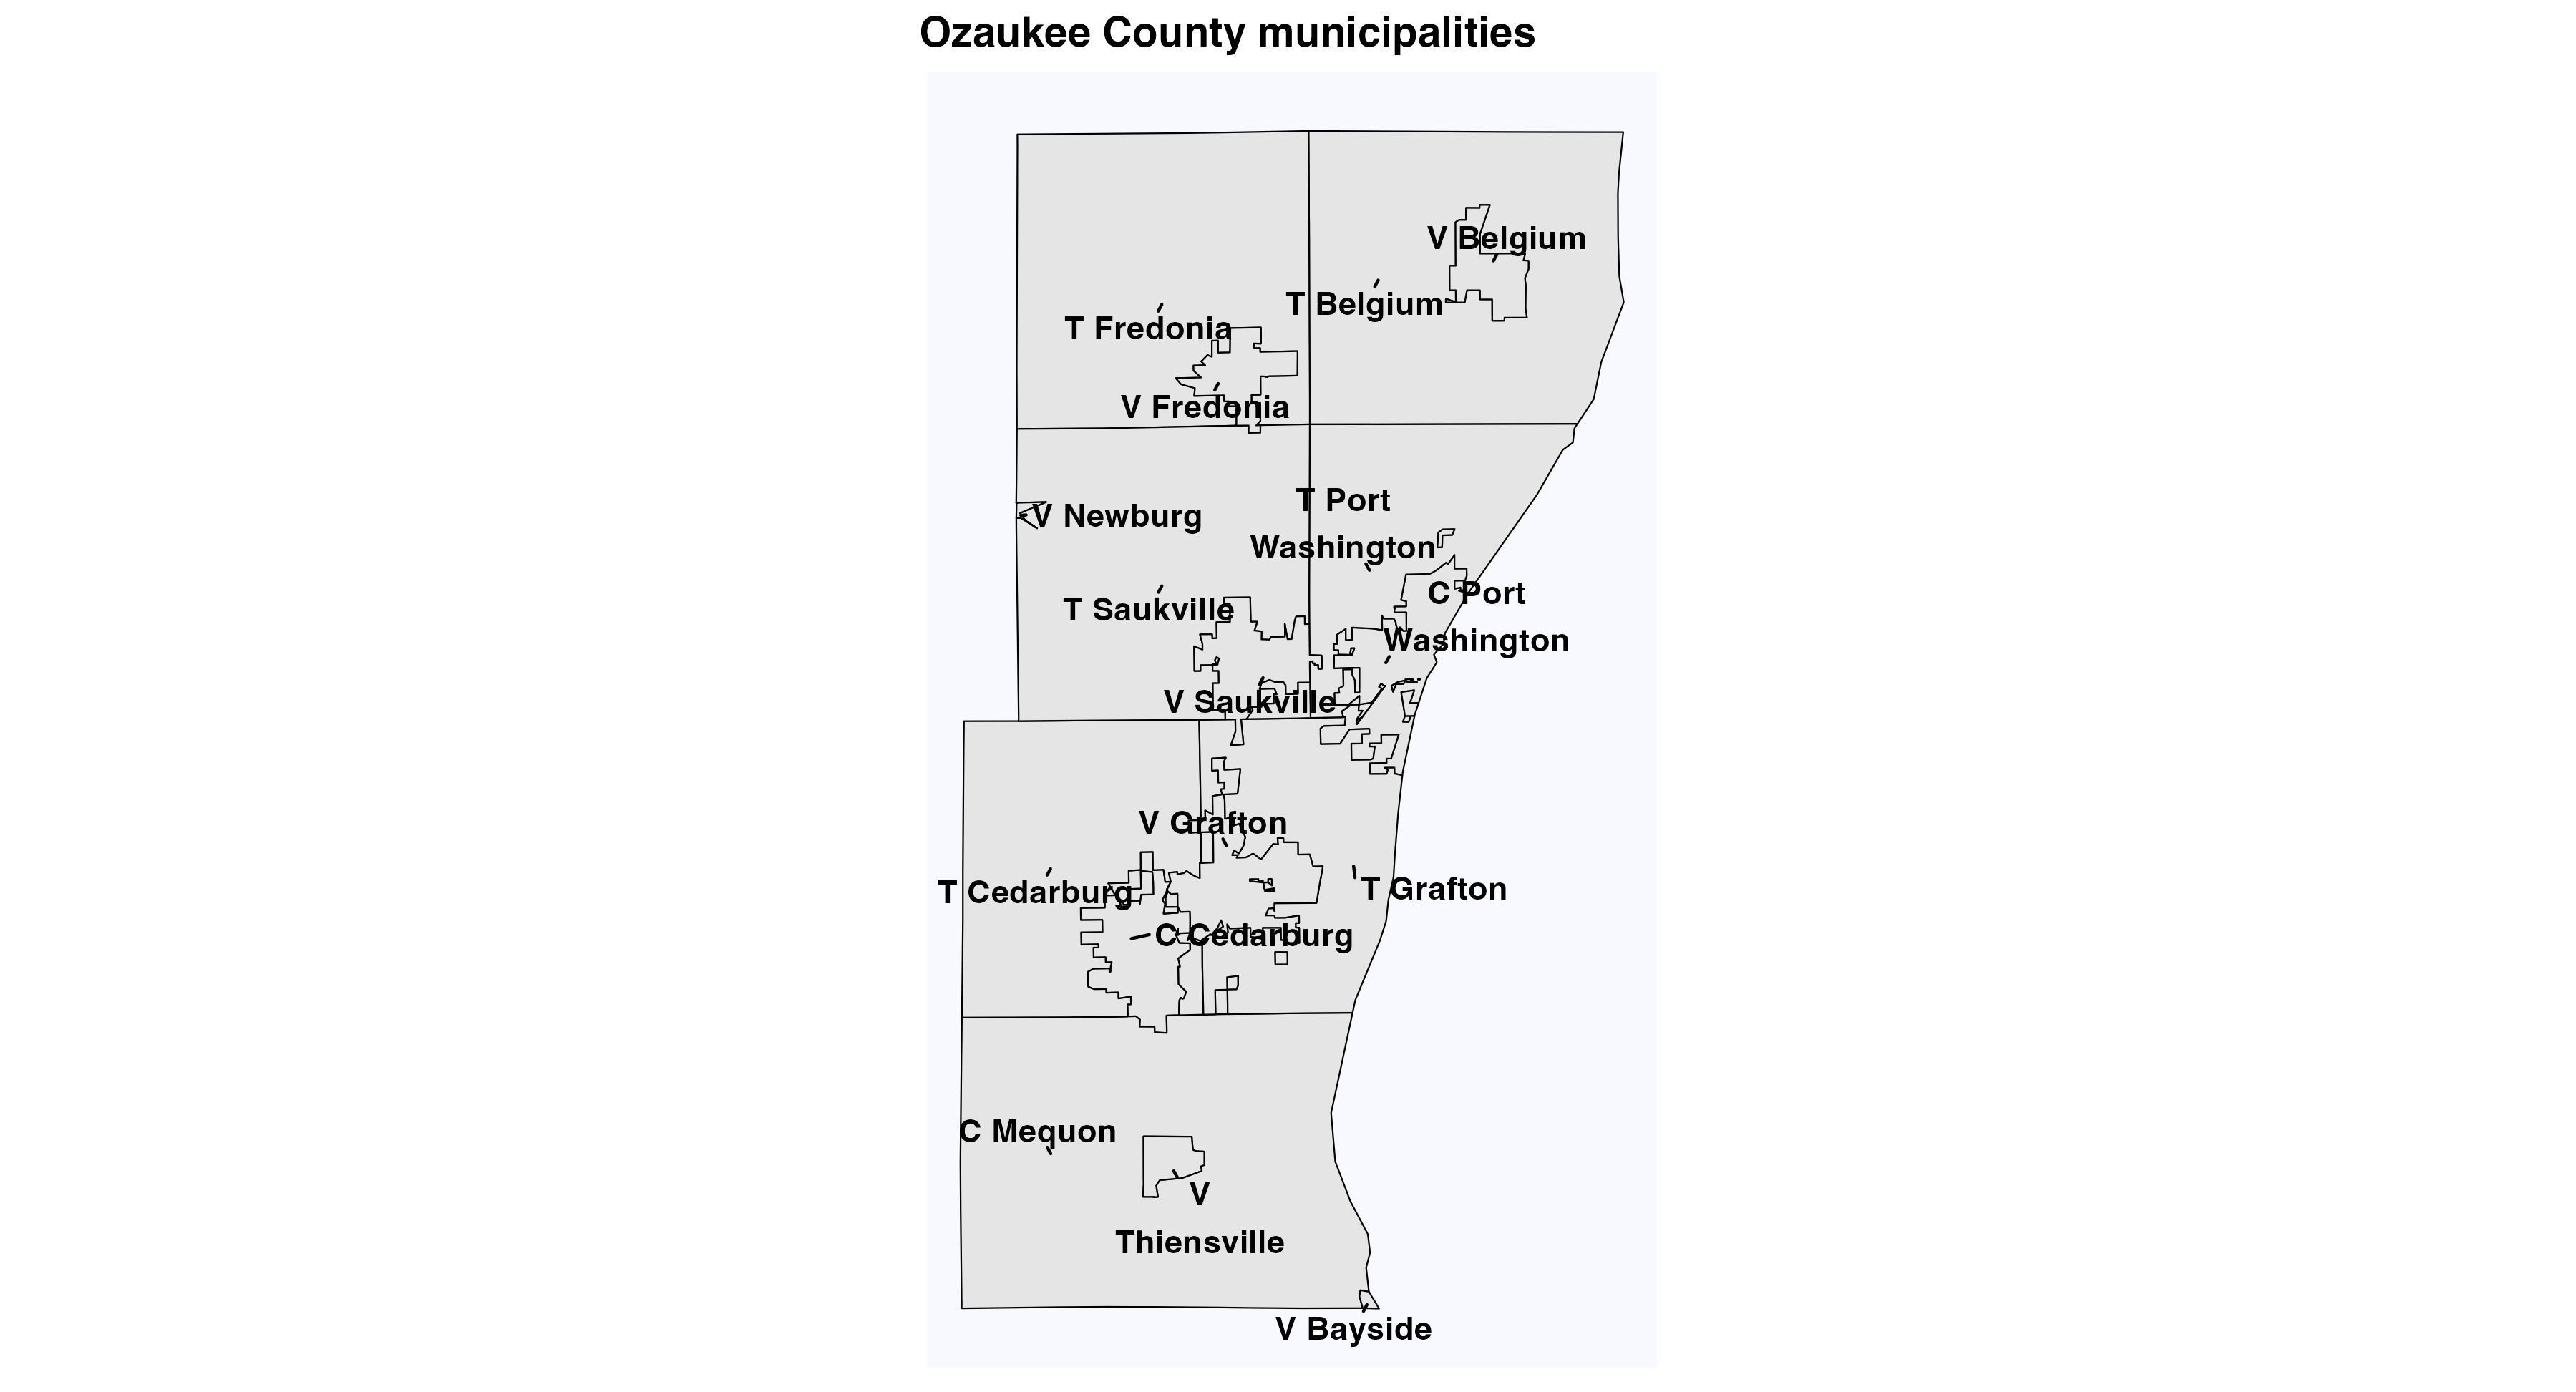 Ozaukee County municipalities
V Belgium
T Belgium
T Fredonia
V Fredonia
T Port
Washington
V Newburg
C Port
Washington
T Saukville
V Saukville
V Grafton
T Grafton
T Cedarburg
C Cedarburg
C Mequon
V
Thiensville
V Bayside